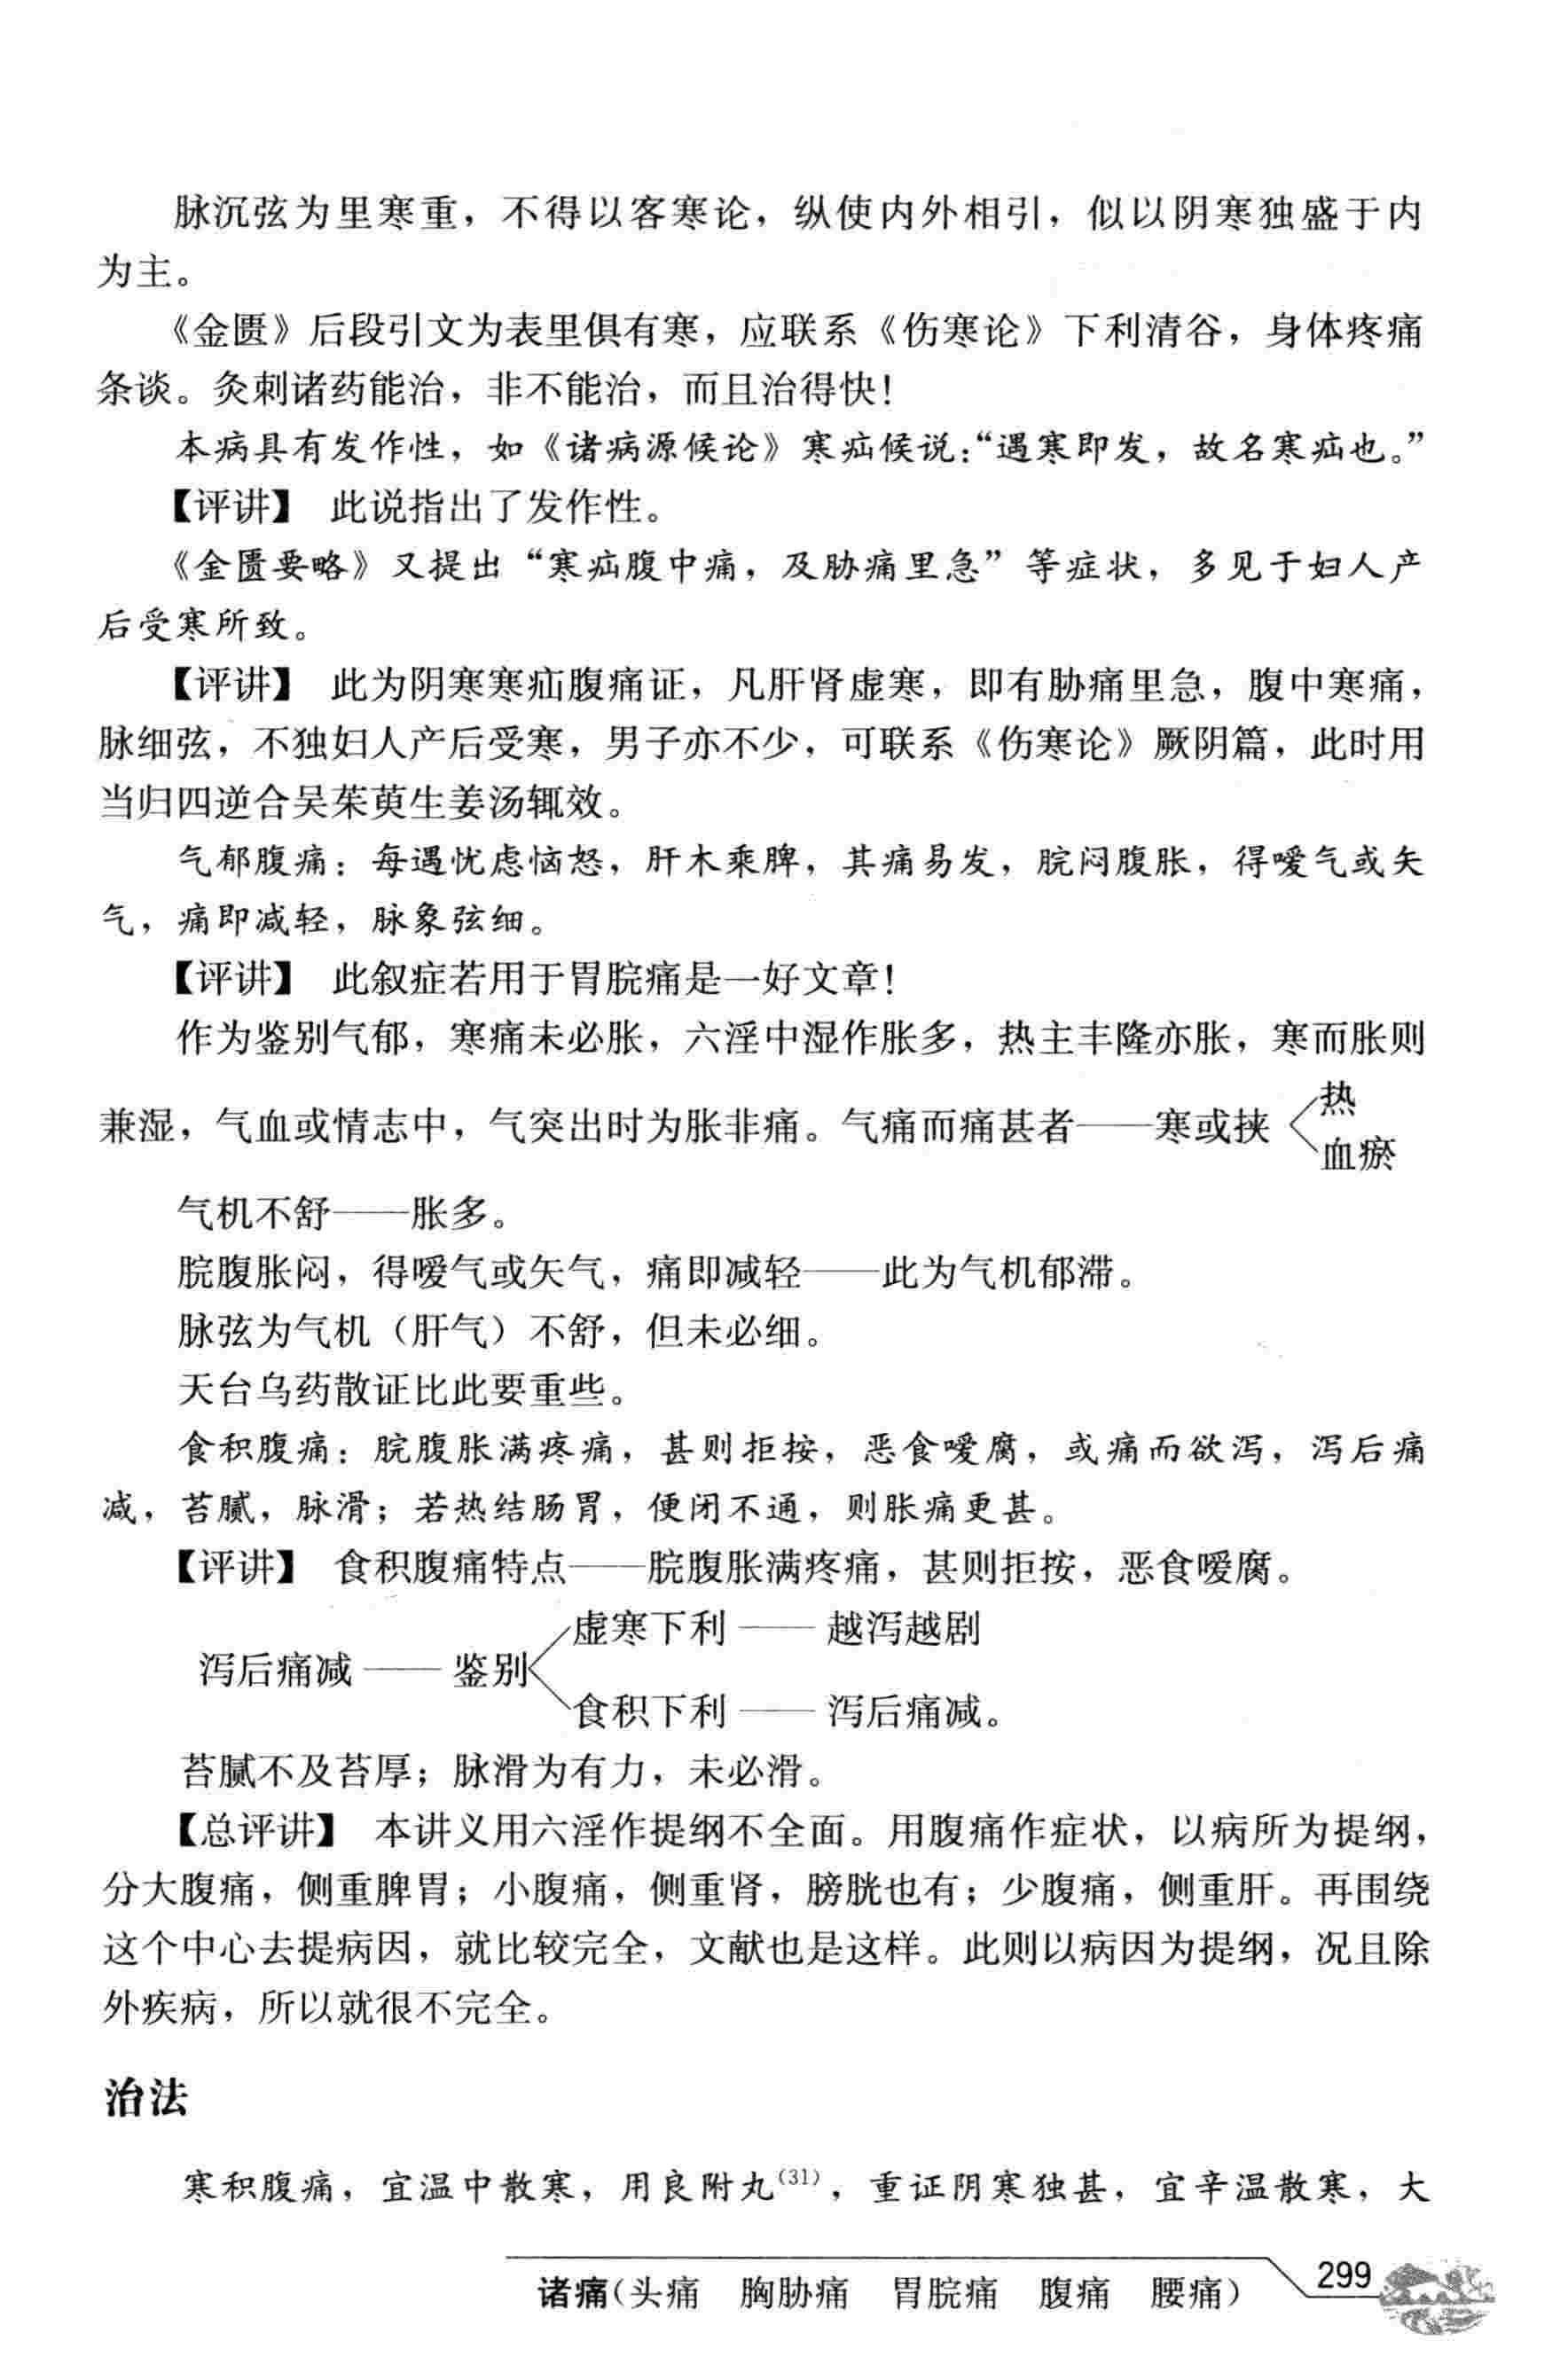 脉沉弦为里寒重，不得以客寒论，纵使内外相引，似以阴寒独盛于内
为主。
《金匮》后段引文为表里俱有寒，应联系《伤寒论》下利清谷，身体疼痛
条谈。灸刺诸药能治，非不能治，而且治得快！
本病具有发作性，如《诸病源候论》寒疝候说：“遇寒即发，故名寒疝也。”
【评讲】 此说指出了发作性。
《金匮要略》又提出“寒疝腹中痛，及胁痛里急”等症状，多见于妇人产
后受寒所致。
【评讲】 此为阴寒寒疝腹痛证，凡肝肾虚寒，即有胁痛里急，腹中寒痛，
脉细弦，不独妇人产后受寒，男子亦不少，可联系《伤寒论》厥阴篇，此时用
当归四逆合吴茱萸生姜汤辄效。
气郁腹痛：每遇忧虑恼怒，肝木乘脾，其痛易发，脘闷腹胀，得嗳气或矢
气，痛即减轻，脉象弦细。
【评讲】 此叙症若用于胃脘痛是一好文章！
作为鉴别气郁，寒痛未必胀，六淫中湿作胀多，热主丰隆亦胀，寒而胀则
兼湿，气血或情志中，气突出时为胀非痛。气痛而痛甚者——寒或挟
热
血瘀
气机不舒——胀多。
脘腹胀闷，得嗳气或矢气，痛即减轻——此为气机郁滞。
脉弦为气机（肝气）不舒，但未必细。
天台乌药散证比此要重些。
食积腹痛：脘腹胀满疼痛，甚则拒按，恶食嗳腐，或痛而欲泻，泻后痛
减，苔腻，脉滑；若热结肠胃，便闭不通，则胀痛更甚。
【评讲】 食积腹痛特点——脘腹胀满疼痛，甚则拒按，恶食嗳腐。
虚寒下利——越泻越剧
泻后痛减——鉴别
食积下利——泻后痛减。
苔腻不及苔厚；脉滑为有力，未必滑。
【总评讲】 本讲义用六淫作提纲不全面。用腹痛作症状，以病所为提纲，
分大腹痛，侧重脾胃；小腹痛，侧重肾，膀胱也有；少腹痛，侧重肝。再围绕
这个中心去提病因，就比较完全，文献也是这样。此则以病因为提纲，况且除
外疾病，所以就很不完全。
治法
寒积腹痛，宜温中散寒，用良附丸（31），重证阴寒独甚，宜辛温散寒，大
诸痛（头痛 胸胁痛 胃脘痛 腹痛 腰痛） 299